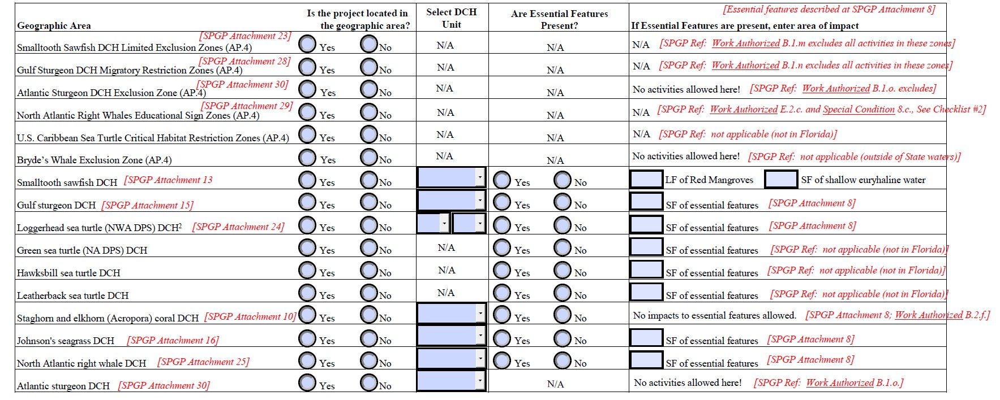 Geographic Area Is the project located in the geographic area? Select DCH Unit Are Essential Features Present? [Essential features described at SPGP Attachment 8] If Essential Features are present, enter area of impact
[SPGP Attachment 23]
Smalltooth Sawfish DCH Limited Exclusion Zones (AP.4) Yes No N/A N/A N/A [SPGP Ref: Work Authorized B.1.m excludes all activities in these zones]
[SPGP Attachment 28]
Gulf Sturgeon DCH Migratory Restriction Zones (AP.4) Yes No N/A N/A N/A [SPGP Ref: Work Authorized B.1.n excludes all activities in these zones]
[SPGP Attachment 30]
Atlantic Sturgeon DCH Exclusion Zone (AP.4) Yes No N/A N/A No activities allowed here! [SPGP Ref: Work Authorized B.1.o. excludes]
[SPGP Attachment 29]
North Atlantic Right Whales Educational Sign Zones (AP.4) Yes No N/A N/A N/A [SPGP Ref: Work Authorized E.2.c. and Special Condition 8.c., See Checklist #2]
U.S. Caribbean Sea Turtle Critical Habitat Restriction Zones (AP.4) Yes No N/A N/A N/A [SPGP Ref: not applicable (not in Florida)]
Bryde's Whale Exclusion Zone (AP.4) Yes No N/A N/A No activities allowed here! [SPGP Ref: not applicable (outside of State waters)]
Smalltooth sawfish DCH [SPGP Attachment 13 Yes No Yes No LF of Red Mangroves SF of shallow euryhaline water
Gulf sturgeon DCH [SPGP Attachment 15] Yes No Yes No SF of essential features [SPGP Attachment 8]
Loggerhead sea turtle (NWA DPS) DCH² [SPGP Attachment 24] Yes No Yes No SF of essential features [SPGP Attachment 8]
Green sea turtle (NA DPS) DCH Yes No N/A Yes No SF of essential features [SPGP Ref: not applicable (not in Florida)]
Hawksbill sea turtle DCH Yes No N/A Yes No SF of essential features [SPGP Ref: not applicable (not in Florida)]
Leatherback sea turtle DCH Yes No N/A Yes No SF of essential features [SPGP Ref: not applicable (not in Florida)]
Staghorn and elkhorn (Acropora) coral DCH [SPGP Attachment 10] Yes No Yes No No impacts to essential features allowed. [SPGP Attachment 8; Work Authorized B.2.f.]
Johnson's seagrass DCH [SPGP Attachment 16] Yes No Yes No SF of essential features [SPGP Attachment 8]
North Atlantic right whale DCH [SPGP Attachment 25] Yes No Yes No SF of essential features [SPGP Attachment 8]
Atlantic sturgeon DCH [SPGP Attachment 30] Yes No N/A No activities allowed here! [SPGP Ref: Work Authorized B.1.o.]